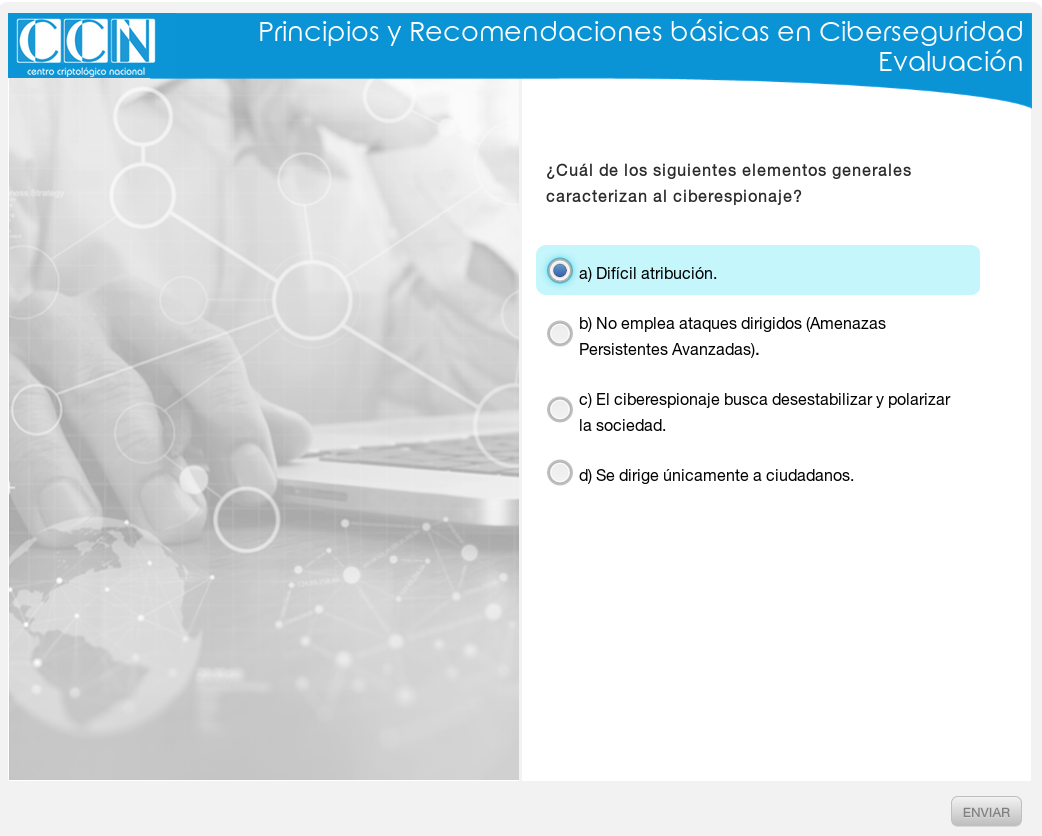 CCN
centro criptológico nacional
Principios y Recomendaciones básicas en Ciberseguridad
Evaluación
¿Cuál de los siguientes elementos generales
caracterizan al ciberespionaje?
a) Difícil atribución.
b) No emplea ataques dirigidos (Amenazas
Persistentes Avanzadas).
c) El ciberespionaje busca desestabilizar y polarizar
la sociedad.
d) Se dirige únicamente a ciudadanos.
ENVIAR